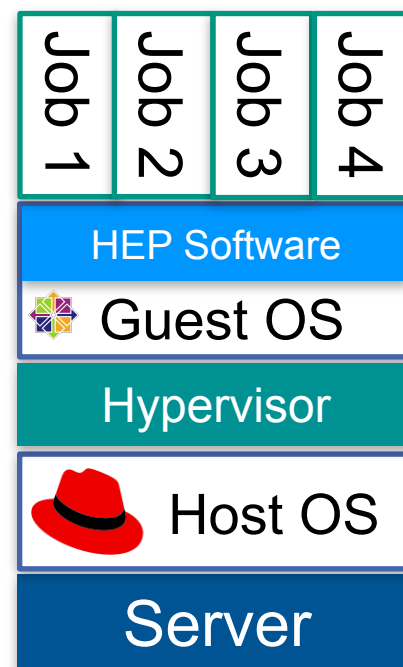 Job 1
Job 2
Job 3
Job 4
HEP Software
Guest OS
Hypervisor
Host OS
Server